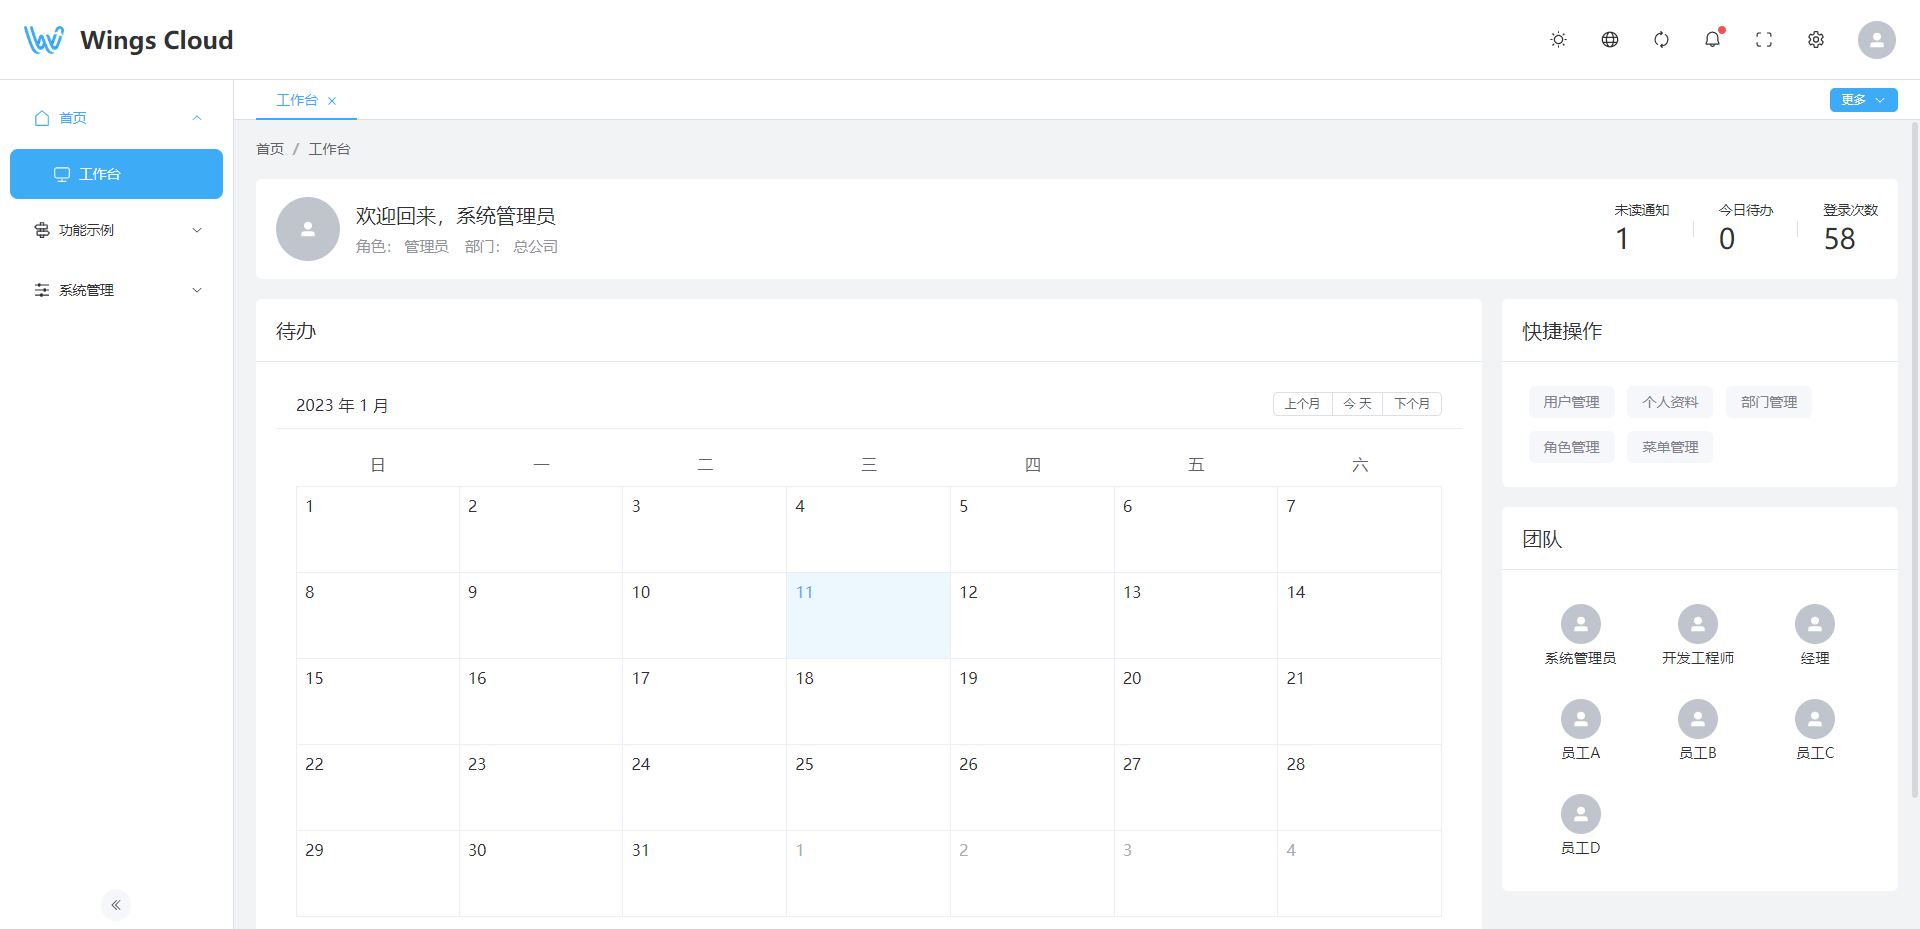 Wings Cloud
首页
工作台
功能示例
系统管理
工作台
更多
首页 / 工作台
欢迎回来，系统管理员
角色： 管理员 部门： 总公司
未读通知 今日待办 登录次数
1 0 58
待办
2023 年 1 月
上个月 今 天 下个月
日 一 二 三 四 五 六
1 2 3 4 5 6 7
8 9 10 11 12 13 14
15 16 17 18 19 20 21
22 23 24 25 26 27 28
29 30 31 1 2 3 4
快捷操作
用户管理 个人资料 部门管理
角色管理 菜单管理
团队
系统管理员 开发工程师 经理
员工A 员工B 员工C
员工D